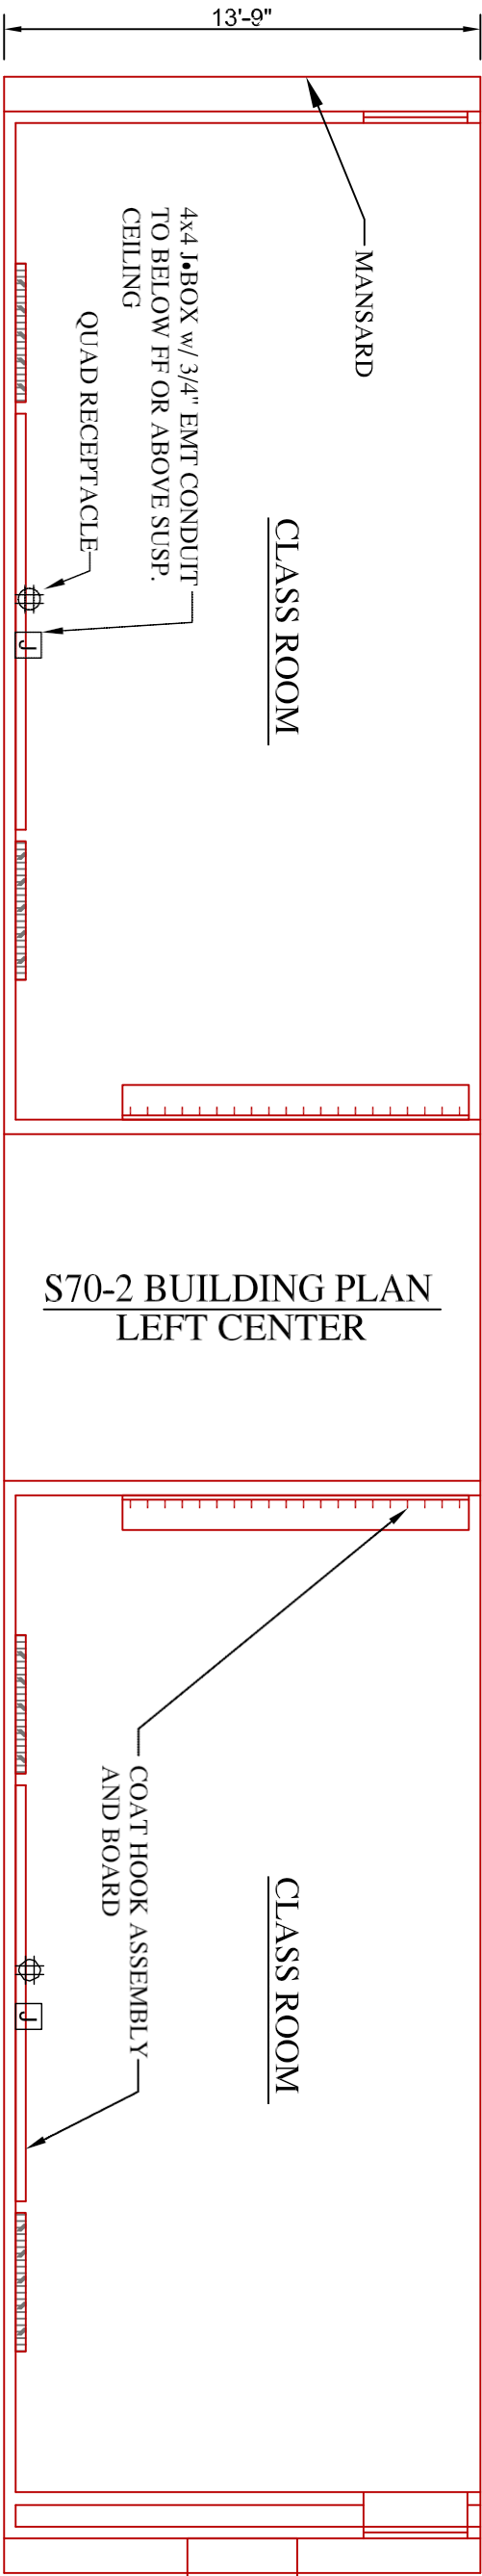 13'-9"
MANSARD
4x4 J•BOX w/ 3/4" EMT CONDUIT
TO BELOW FF OR ABOVE SUSP.
CEILING
QUAD RECEPTACLE
CLASS ROOM
J
S70-2 BUILDING PLAN
LEFT CENTER
COAT HOOK ASSEMBLY
AND BOARD
CLASS ROOM
J